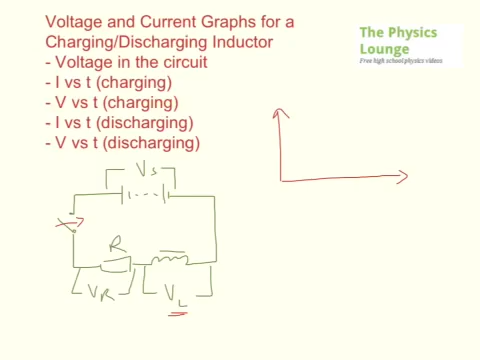 Voltage and Current Graphs for a
Charging/Discharging Inductor
- Voltage in the circuit
- I vs t (charging)
- V vs t (charging)
- I vs t (discharging)
- V vs t (discharging)
The Physics
Lounge
Free high school physics videos
Vs
R
VR
VL